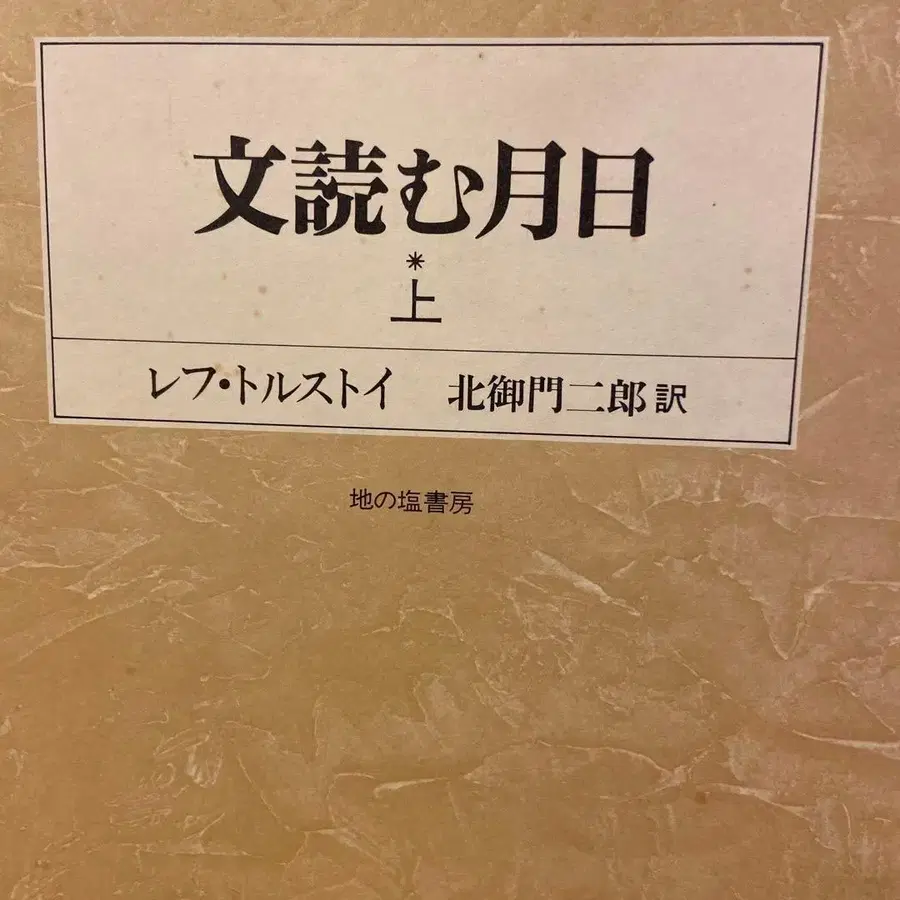 文読む月日
*
上
レフ・トルストイ 北御門二郎 訳
地の塩書房